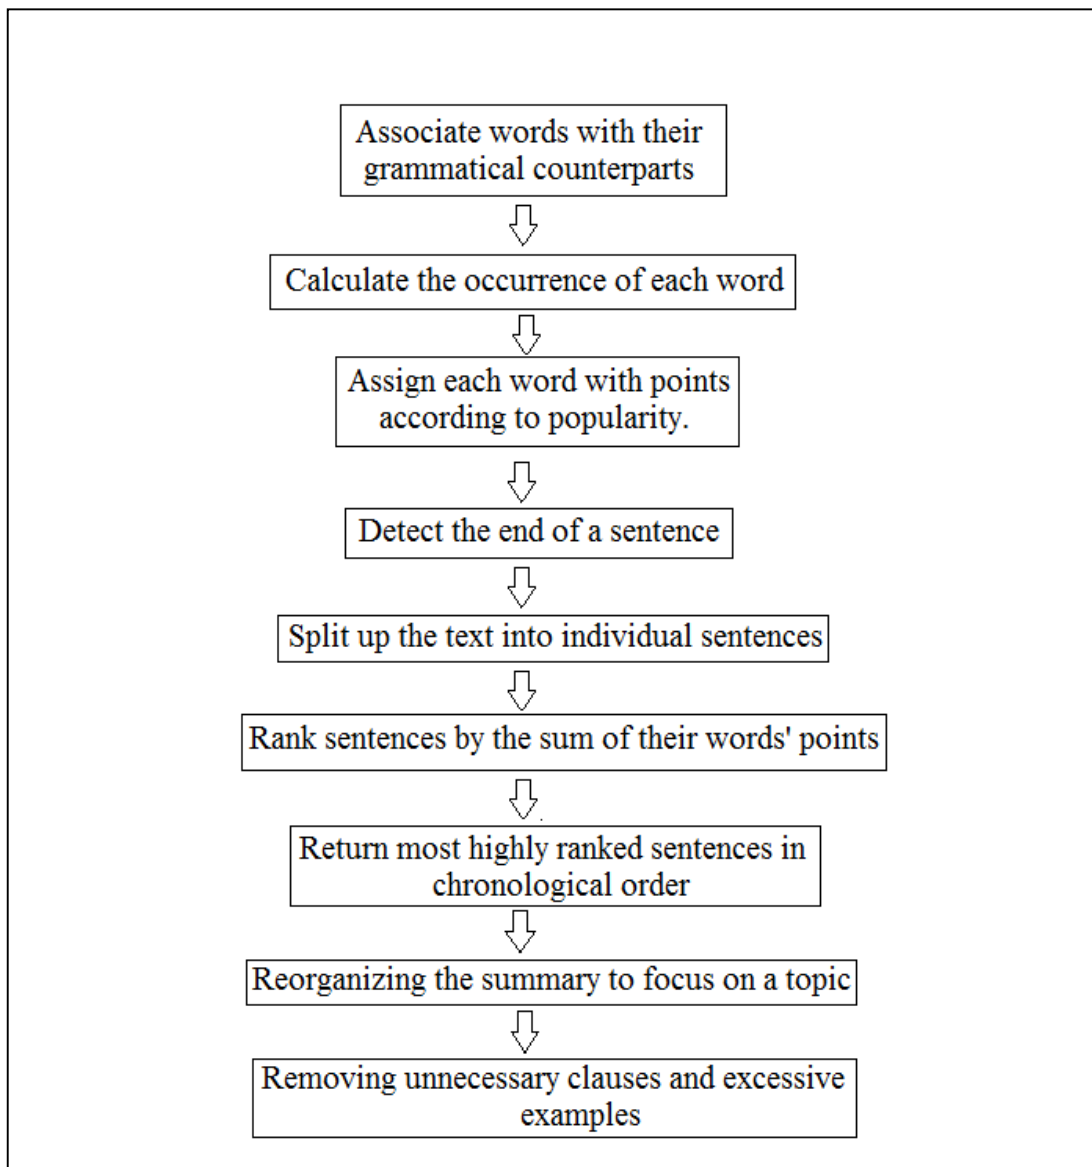 Associate words with their
grammatical counterparts
Calculate the occurrence of each word
Assign each word with points
according to popularity.
Detect the end of a sentence
Split up the text into individual sentences
Rank sentences by the sum of their words' points
Return most highly ranked sentences in
chronological order
Reorganizing the summary to focus on a topic
Removing unnecessary clauses and excessive
examples